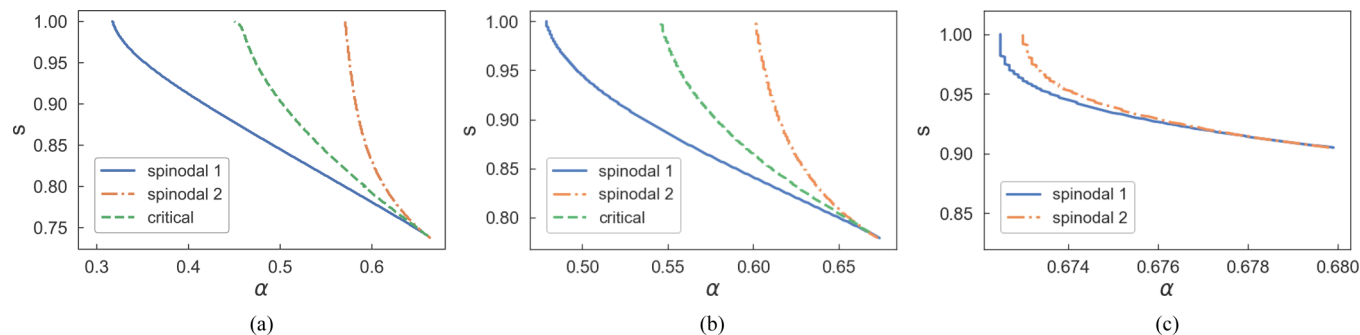 1.00
0.95
0.90
0.85
0.80
0.75
s
spinodal 1
spinodal 2
critical
0.3 0.4 0.5 0.6
α
(a)
1.00
0.95
0.90
0.85
0.80
s
spinodal 1
spinodal 2
critical
0.50 0.55 0.60 0.65
α
(b)
1.00
0.95
0.90
0.85
s
spinodal 1
spinodal 2
0.674 0.676 0.678 0.680
α
(c)